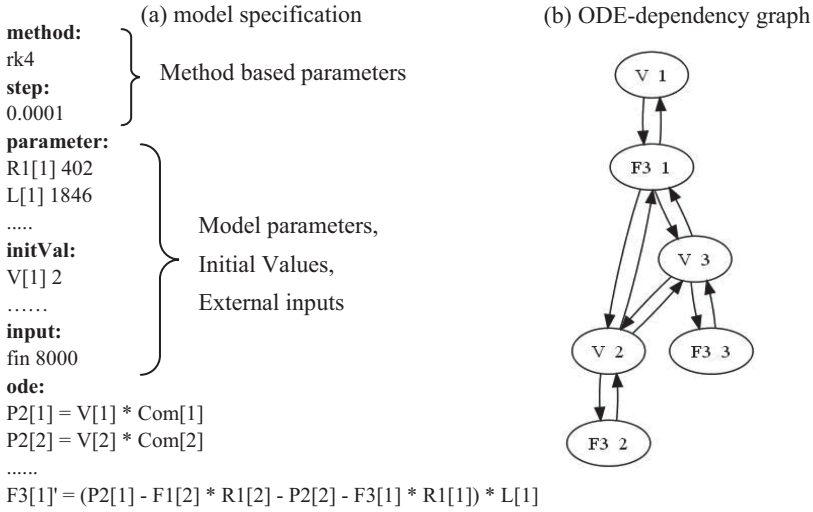 (a) model specification
method:
rk4
step:
0.0001
Method based parameters
parameter:
R1[1] 402
L[1] 1846
.....
initVal:
V[1] 2
......
input:
fin 8000
Model parameters,
Initial Values,
External inputs
ode:
P2[1] = V[1] * Com[1]
P2[2] = V[2] * Com[2]
......
F3[1]' = (P2[1] - F1[2] * R1[2] - P2[2] - F3[1] * R1[1]) * L[1]
(b) ODE-dependency graph
V 1
F3 1
V 3
V 2
F3 3
F3 2